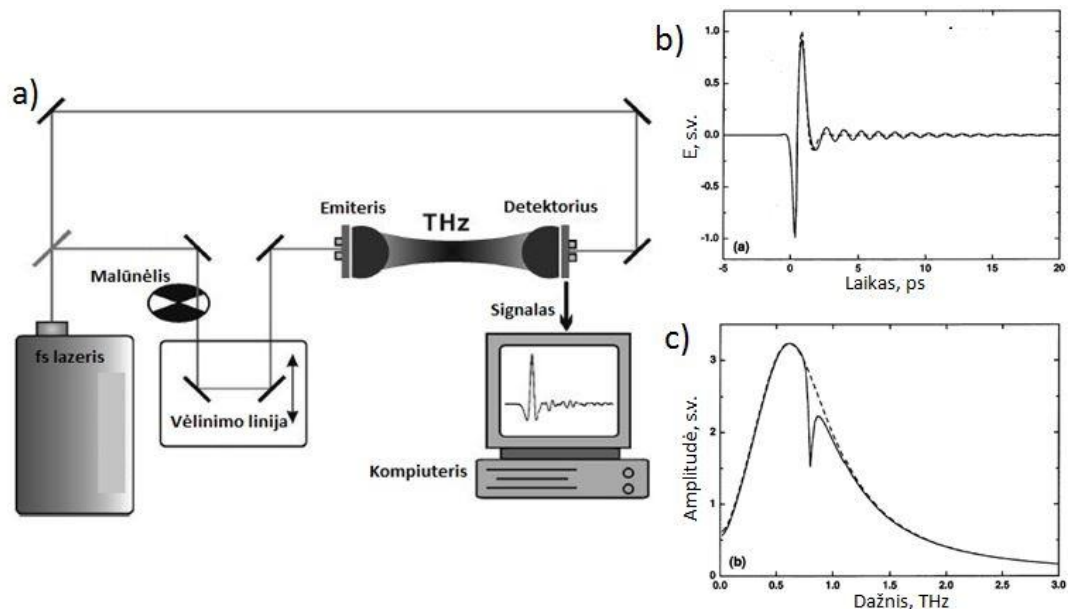 a)
Emiteris
THz
Detektorius
Malūnėlis
fs lazeris
Vėlinimo linija
Signalas
Kompiuteris
b)
E, s.v.
1.0
0.5
0.0
-0.5
-1.0
(a)
-5
0
5
10
15
20
Laikas, ps
c)
Amplitudė, s.v.
3
2
1
0
(b)
0.0
0.5
1.0
1.5
2.0
2.5
3.0
Dažnis, THz